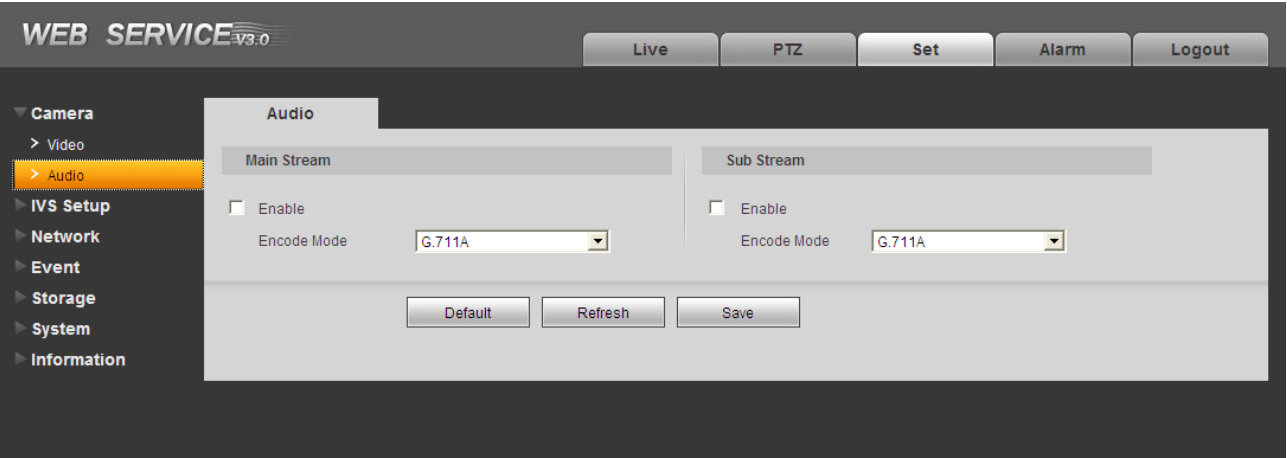 WEB SERVICE V3.0
Live PTZ Set Alarm Logout
Camera
> Video
> Audio
IVS Setup
Network
Event
Storage
System
Information
Audio
Main Stream
Enable
Encode Mode G.711A
Sub Stream
Enable
Encode Mode G.711A
Default Refresh Save